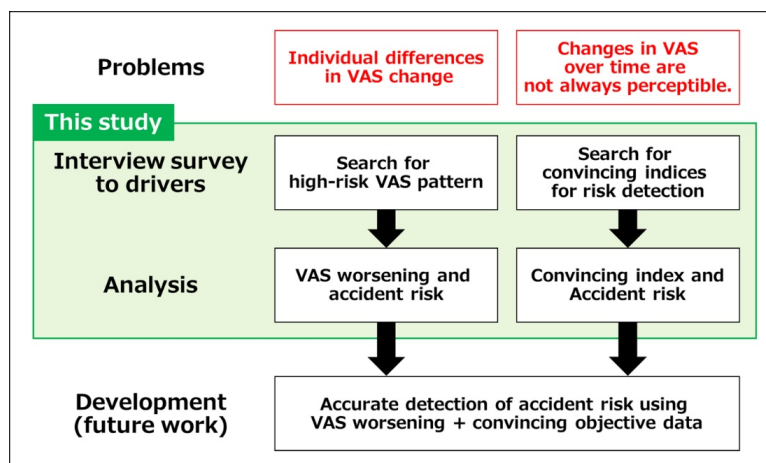 Problems
Individual differences
in VAS change
Changes in VAS
over time are
not always perceptible.
This study
Interview survey
to drivers
Search for
high-risk VAS pattern
Search for
convincing indices
for risk detection
Analysis
VAS worsening and
accident risk
Convincing index and
Accident risk
Development
(future work)
Accurate detection of accident risk using
VAS worsening + convincing objective data